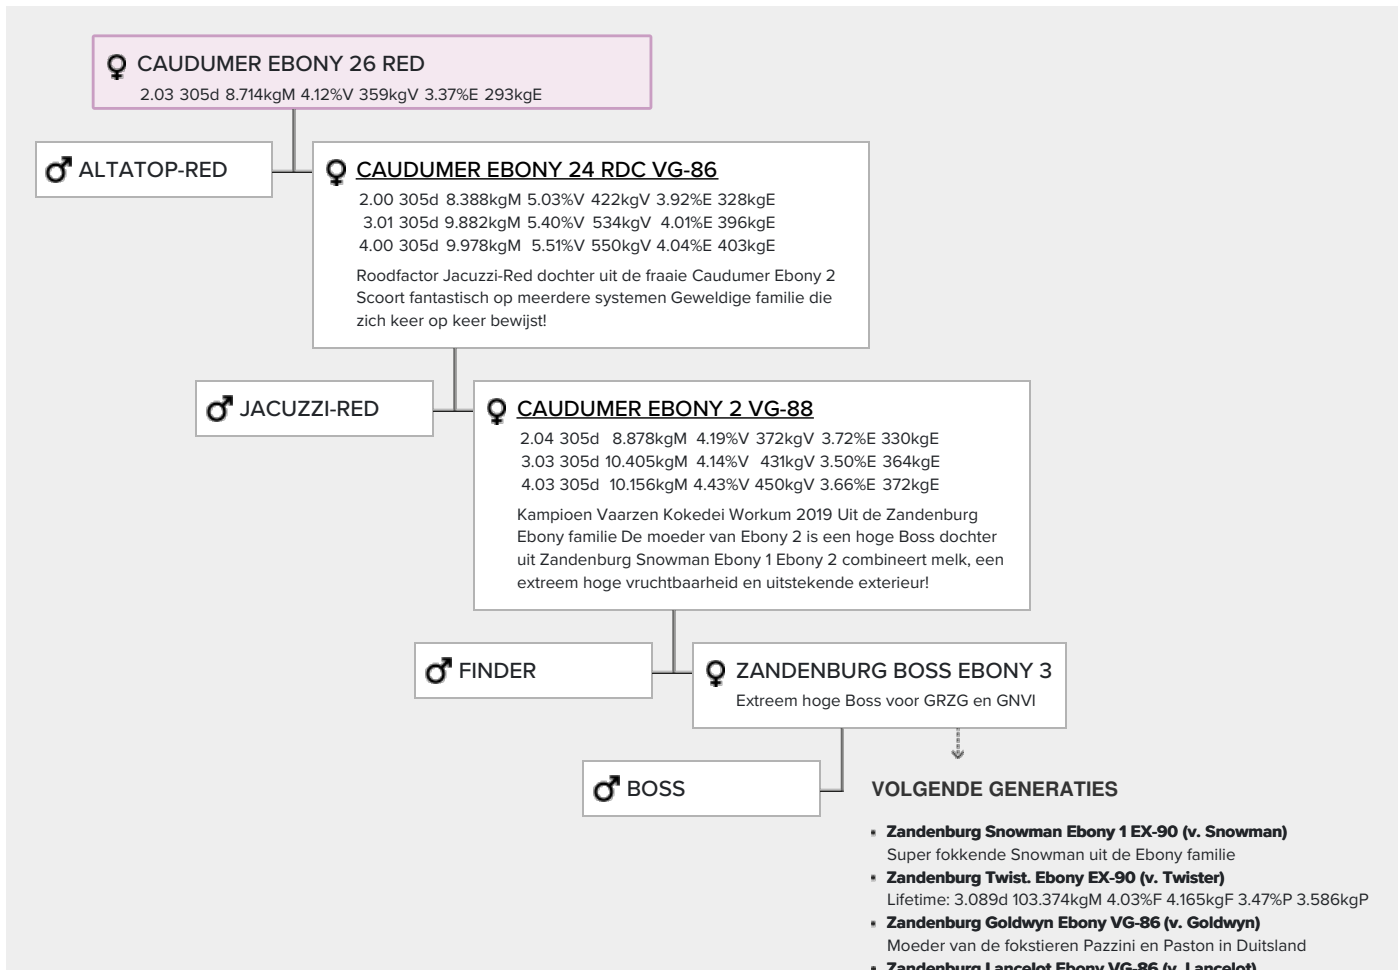 CAUDUMER EBONY 26 RED
2.03 305d 8.714kgM 4.12%V 359kgV 3.37%E 293kgE
ALTATOP-RED
CAUDUMER EBONY 24 RDC VG-86
2.00 305d 8.388kgM 5.03%V 422kgV 3.92%E 328kgE
3.01 305d 9.882kgM 5.40%V 534kgV 4.01%E 396kgE
4.00 305d 9.978kgM 5.51%V 550kgV 4.04%E 403kgE
Roodfactor Jacuzzi-Red dochter uit de fraaie Caudumer Ebony 2
Scoort fantastisch op meerdere systemen Geweldige familie die
zich keer op keer bewijst!
JACUZZI-RED
CAUDUMER EBONY 2 VG-88
2.04 305d 8.878kgM 4.19%V 372kgV 3.72%E 330kgE
3.03 305d 10.405kgM 4.14%V 431kgV 3.50%E 364kgE
4.03 305d 10.156kgM 4.43%V 450kgV 3.66%E 372kgE
Kampioen Vaarzen Kokedei Workum 2019 Uit de Zandenburg
Ebony familie De moeder van Ebony 2 is een hoge Boss dochter
uit Zandenburg Snowman Ebony 1 Ebony 2 combineert melk, een
extreem hoge vruchtbaarheid en uitstekende exterieur!
FINDER
ZANDENBURG BOSS EBONY 3
Extreem hoge Boss voor GRZG en GNVI
BOSS
VOLGENDE GENERATIES
Zandenburg Snowman Ebony 1 EX-90 (v. Snowman)
Super fokkende Snowman uit de Ebony familie
Zandenburg Twist. Ebony EX-90 (v. Twister)
Lifetime: 3.089d 103.374kgM 4.03%F 4.165kgF 3.47%P 3.586kgP
Zandenburg Goldwyn Ebony VG-86 (v. Goldwyn)
Moeder van de fokstieren Pazzini en Paston in Duitsland
Zandenburg Lancelot Ebony VG-86 (v. Lancelot)